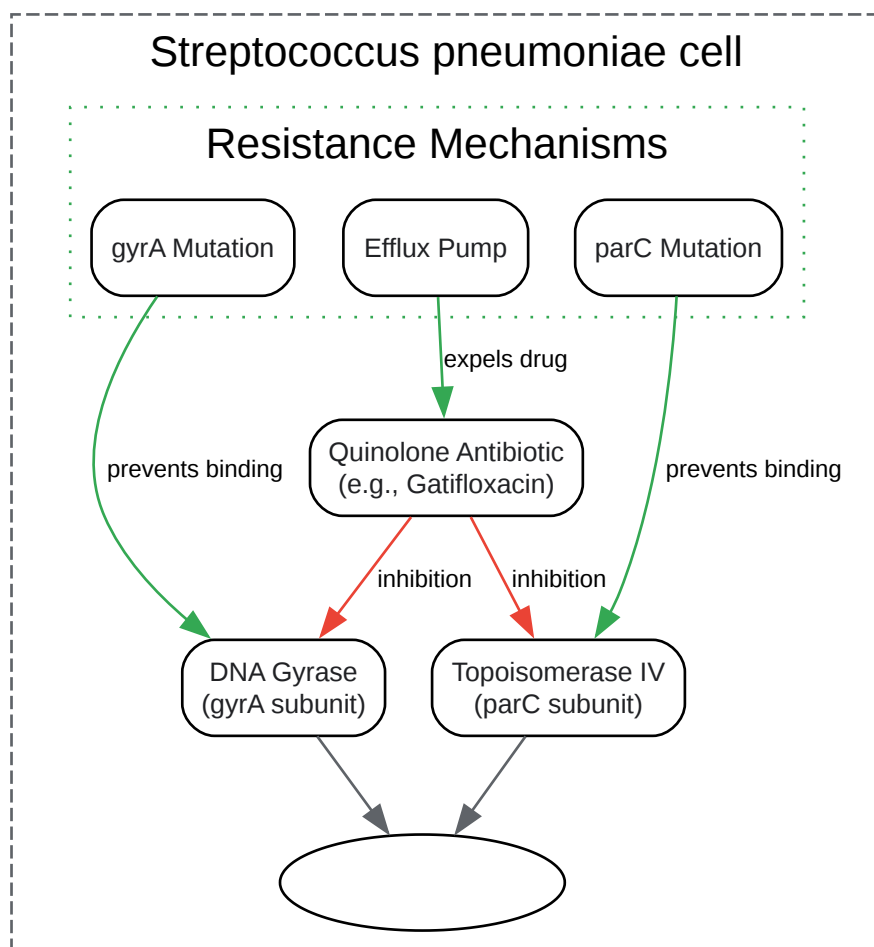 Streptococcus pneumoniae cell
Resistance Mechanisms
gyrA Mutation
Efflux Pump
parC Mutation
expels drug
Quinolone Antibiotic
(e.g., Gatifloxacin)
prevents binding
prevents binding
inhibition
inhibition
DNA Gyrase
(gyrA subunit)
Topoisomerase IV
(parC subunit)